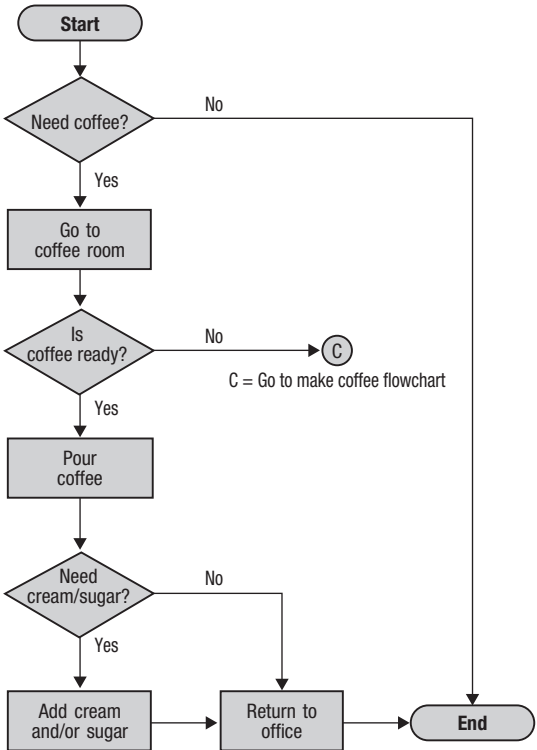 Start
Need coffee?
No
Yes
Go to
coffee room
Is
coffee ready?
No
C
C = Go to make coffee flowchart
Yes
Pour
coffee
Need
cream/sugar?
No
Yes
Add cream
and/or sugar
Return to
office
End